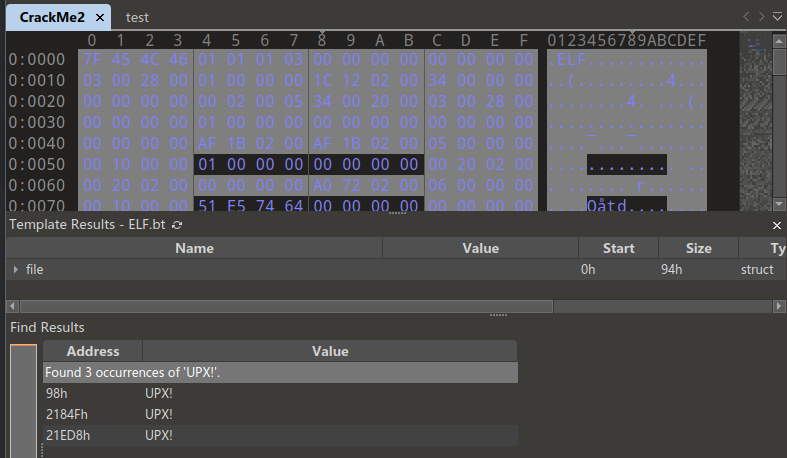 CrackMe2 × test
0 1 2 3 4 5 6 7 8 9 A B C D E F 0123456789ABCDEF
0:0000 7F 45 4C 46 01 01 01 03 00 00 00 00 00 00 00 00 .ELF............
0:0010 03 00 28 00 01 00 00 00 1C 12 02 00 34 00 00 00 ..(.........4...
0:0020 00 00 00 00 00 02 00 05 34 00 20 00 03 00 28 00 ........4. ...(.
0:0030 00 00 00 00 01 00 00 00 00 00 00 00 00 00 00 00 ................
0:0040 00 00 00 00 AF 1B 02 00 AF 1B 02 00 05 00 00 00
0:0050 00 10 00 00 01 00 00 00 00 00 00 00 00 20 02 00
0:0060 00 20 02 00 00 00 00 00 A0 72 02 00 06 00 00 00
0:0070 00 10 00 00 51 E5 74 64 00 00 00 00 00 00 00 00 ....Qåtd........
Template Results - ELF.bt ×
Name Value Start Size Ty
file 0h 94h struct
Find Results
Address Value
Found 3 occurrences of 'UPX!'.
98h UPX!
2184Fh UPX!
21ED8h UPX!